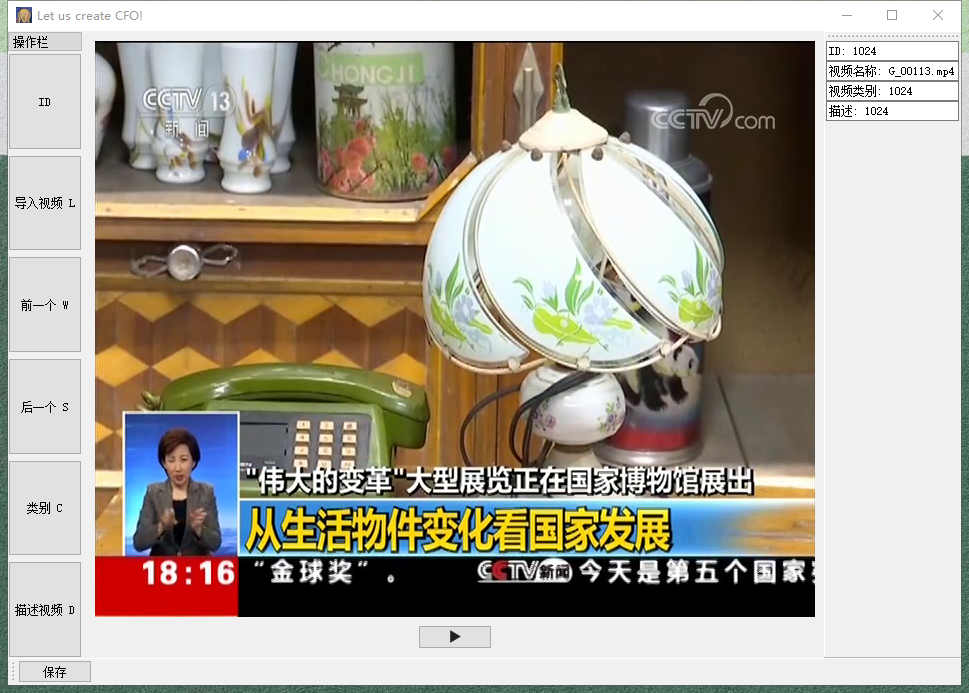 Let us create CFO!
操作栏
ID
导入视频 L
前一个 W
后一个 S
类别 C
描述视频 D
保存
CHONGJI
CCTV 13
新闻
CCTV.com
"伟大的变革"大型展览正在国家博物馆展出
从生活物件变化看国家发展
18:16
“金球奖”。 CCTV新闻 今天是第五个国家
ID: 1024
视频名称: G_00113.mp4
视频类别: 1024
描述: 1024